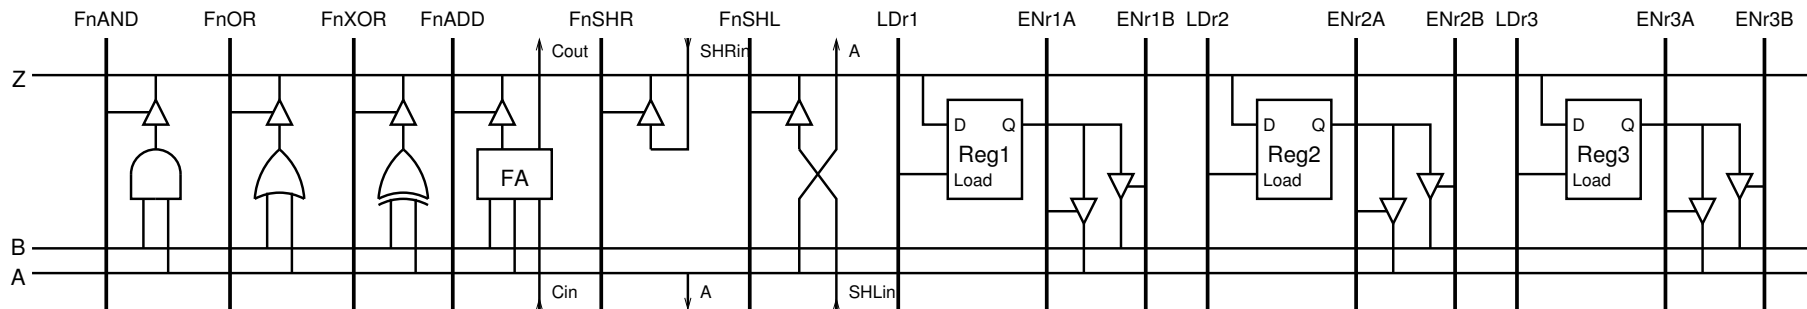 FnAND FnOR FnXOR FnADD FnSHR FnSHL LDr1 ENr1A ENr1B LDr2 ENr2A ENr2B LDr3 ENr3A ENr3B
Cout SHRin A
Z
D Q D Q D Q
Reg1 Reg2 Reg3
FA
Load Load Load
B
A
Cin A SHLin